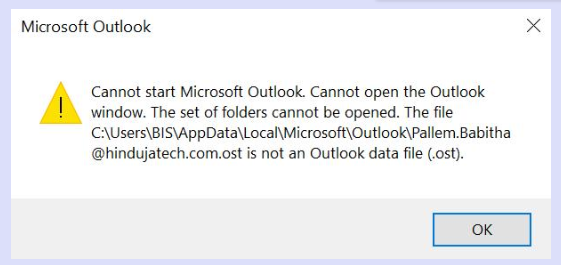 Microsoft Outlook
Cannot start Microsoft Outlook. Cannot open the Outlook
window. The set of folders cannot be opened. The file
C:\Users\BIS\AppData\Local\Microsoft\Outlook\Pallem.Babitha
@hindujatech.com.ost is not an Outlook data file (.ost).
OK